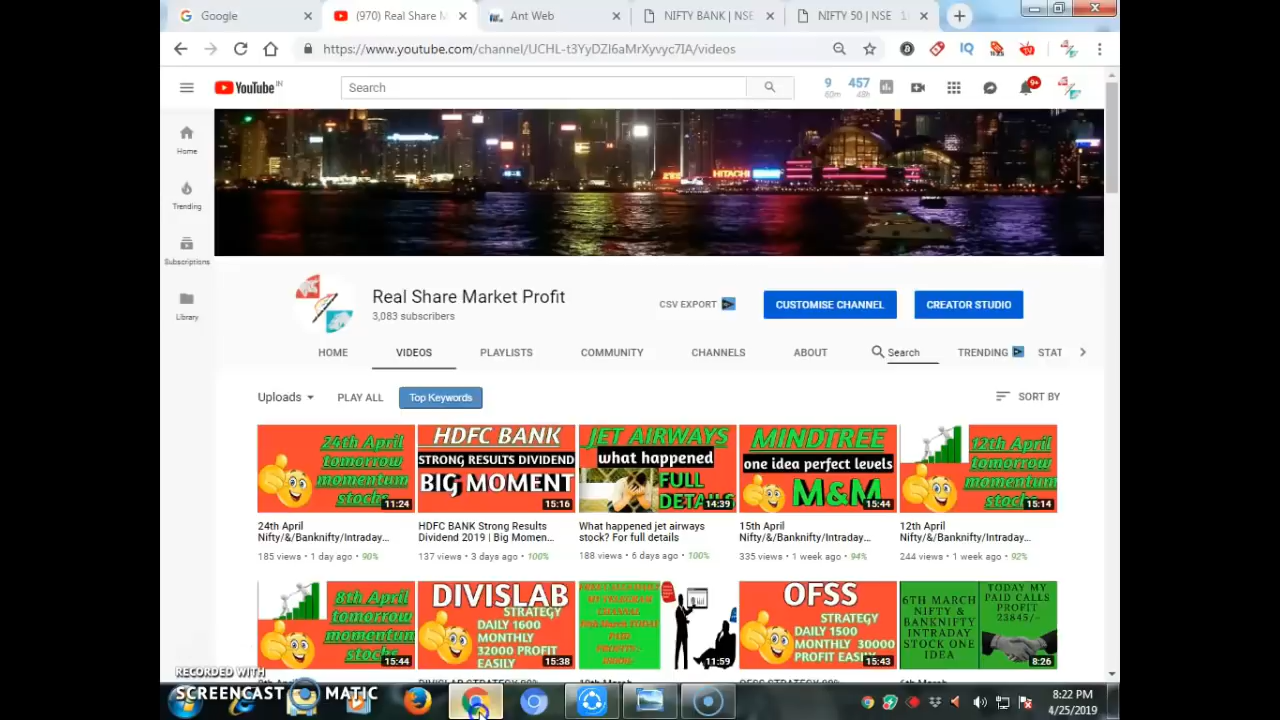 Google
(970) Real Share M
Ant Web
NIFTY BANK | NSE
NIFTY 50 | NSE
https://www.youtube.com/channel/UCHL-t3YyDZI6aMrXyvyc7IA/videos
YouTube IN
Search
9
60m
457
48h
9+
Home
Trending
Subscriptions
Library
HITACHI
Real Share Market Profit
3,083 subscribers
CSV EXPORT
CUSTOMISE CHANNEL
CREATOR STUDIO
HOME
VIDEOS
PLAYLISTS
COMMUNITY
CHANNELS
ABOUT
Search
TRENDING
STAT
Uploads
PLAY ALL
Top Keywords
SORT BY
24th April
tomorrow
momentum
stocks
11:24
24th April
Nifty/&/Banknifty/Intraday...
185 views • 1 day ago • 90%
HDFC BANK
STRONG RESULTS DIVIDEND
BIG MOMENT
15:16
HDFC BANK Strong Results
Dividend 2019 | Big Momen...
137 views • 3 days ago • 100%
JET AIRWAYS
what happened
FULL
DETAILS
14:39
What happened jet airways
stock? For full details
188 views • 6 days ago • 100%
MINDTREE
one idea perfect levels
M&M
15:44
15th April
Nifty/&/Banknifty/Intraday...
335 views • 1 week ago • 94%
12th April
tomorrow
momentum
stocks
15:14
12th April
Nifty/&/Banknifty/Intraday...
244 views • 1 week ago • 92%
8th April
tomorrow
momentum
stocks
15:44
DIVISLAB
STRATEGY
DAILY 1600
MONTHLY
32000 PROFIT
EASILY
15:38
11:59
OFSS
STRATEGY
DAILY 1500
MONTHLY 30000
PROFIT EASILY
15:43
6TH MARCH
NIFTY &
BANKNIFTY
INTRADAY
STOCK ONE
IDEA
TODAY MY
PAID CALLS
PROFIT
23845/-
8:26
RECORDED WITH
SCREENCAST MATIC
8:22 PM
4/25/2019